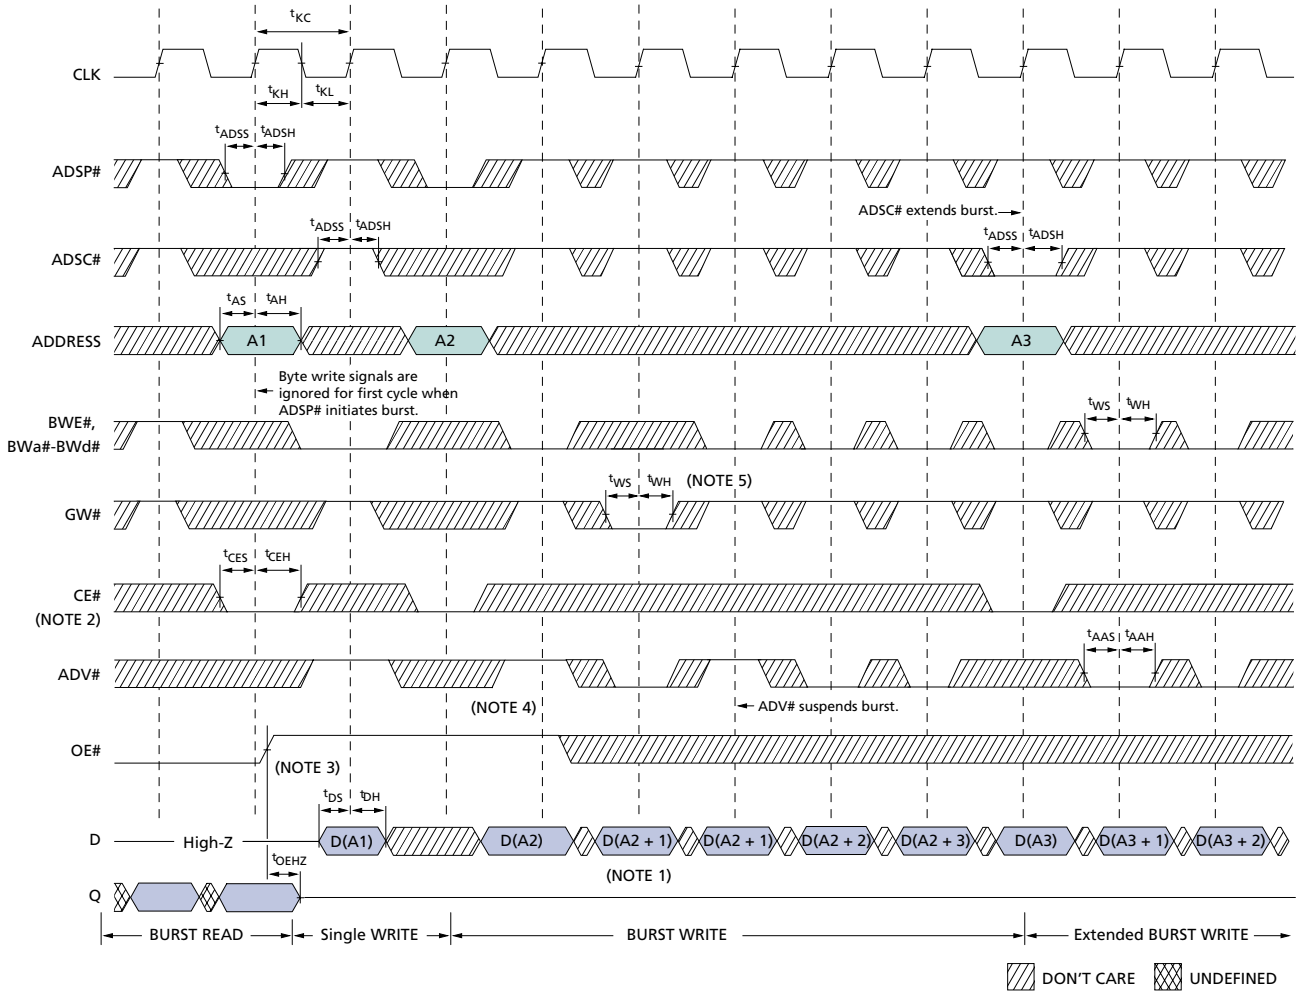 tKC
CLK
tKH
tKL
tADSS
tADSH
ADSP#
ADSC# extends burst.
tADSS
tADSH
tADSS
tADSH
ADSC#
tAS
tAH
ADDRESS
A1
A2
A3
Byte write signals are
ignored for first cycle when
ADSP# initiates burst.
tWS
tWH
BWE#,
BWa#-BWd#
tWS
tWH
(NOTE 5)
GW#
tCES
tCEH
CE#
(NOTE 2)
tAAS
tAAH
ADV#
(NOTE 4)
ADV# suspends burst.
OE#
(NOTE 3)
tDS
tDH
D
High-Z
D(A1)
D(A2)
D(A2 + 1)
D(A2 + 1)
D(A2 + 2)
D(A2 + 3)
D(A3)
D(A3 + 1)
D(A3 + 2)
tOEHZ
(NOTE 1)
Q
BURST READ
Single WRITE
BURST WRITE
Extended BURST WRITE
DON'T CARE
UNDEFINED